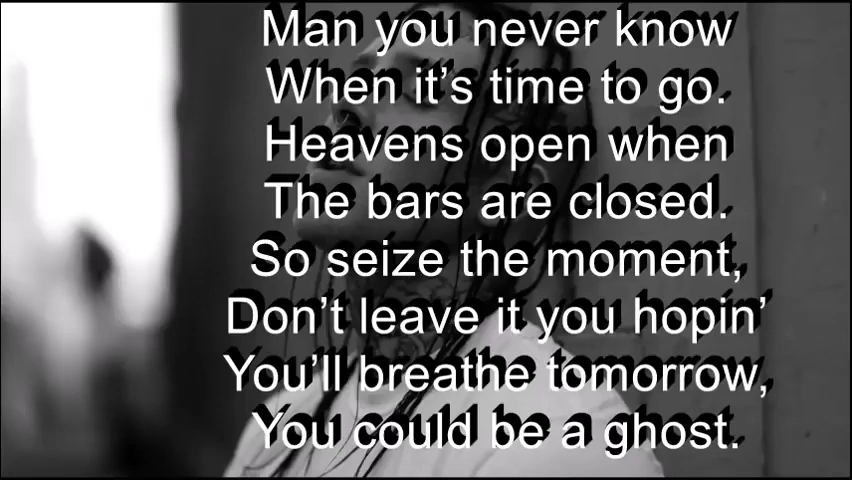 Man you never know
When it's time to go.
Heavens open when
The bars are closed.
So seize the moment,
Don't leave it you hopin'
You'll breathe tomorrow,
You could be a ghost.